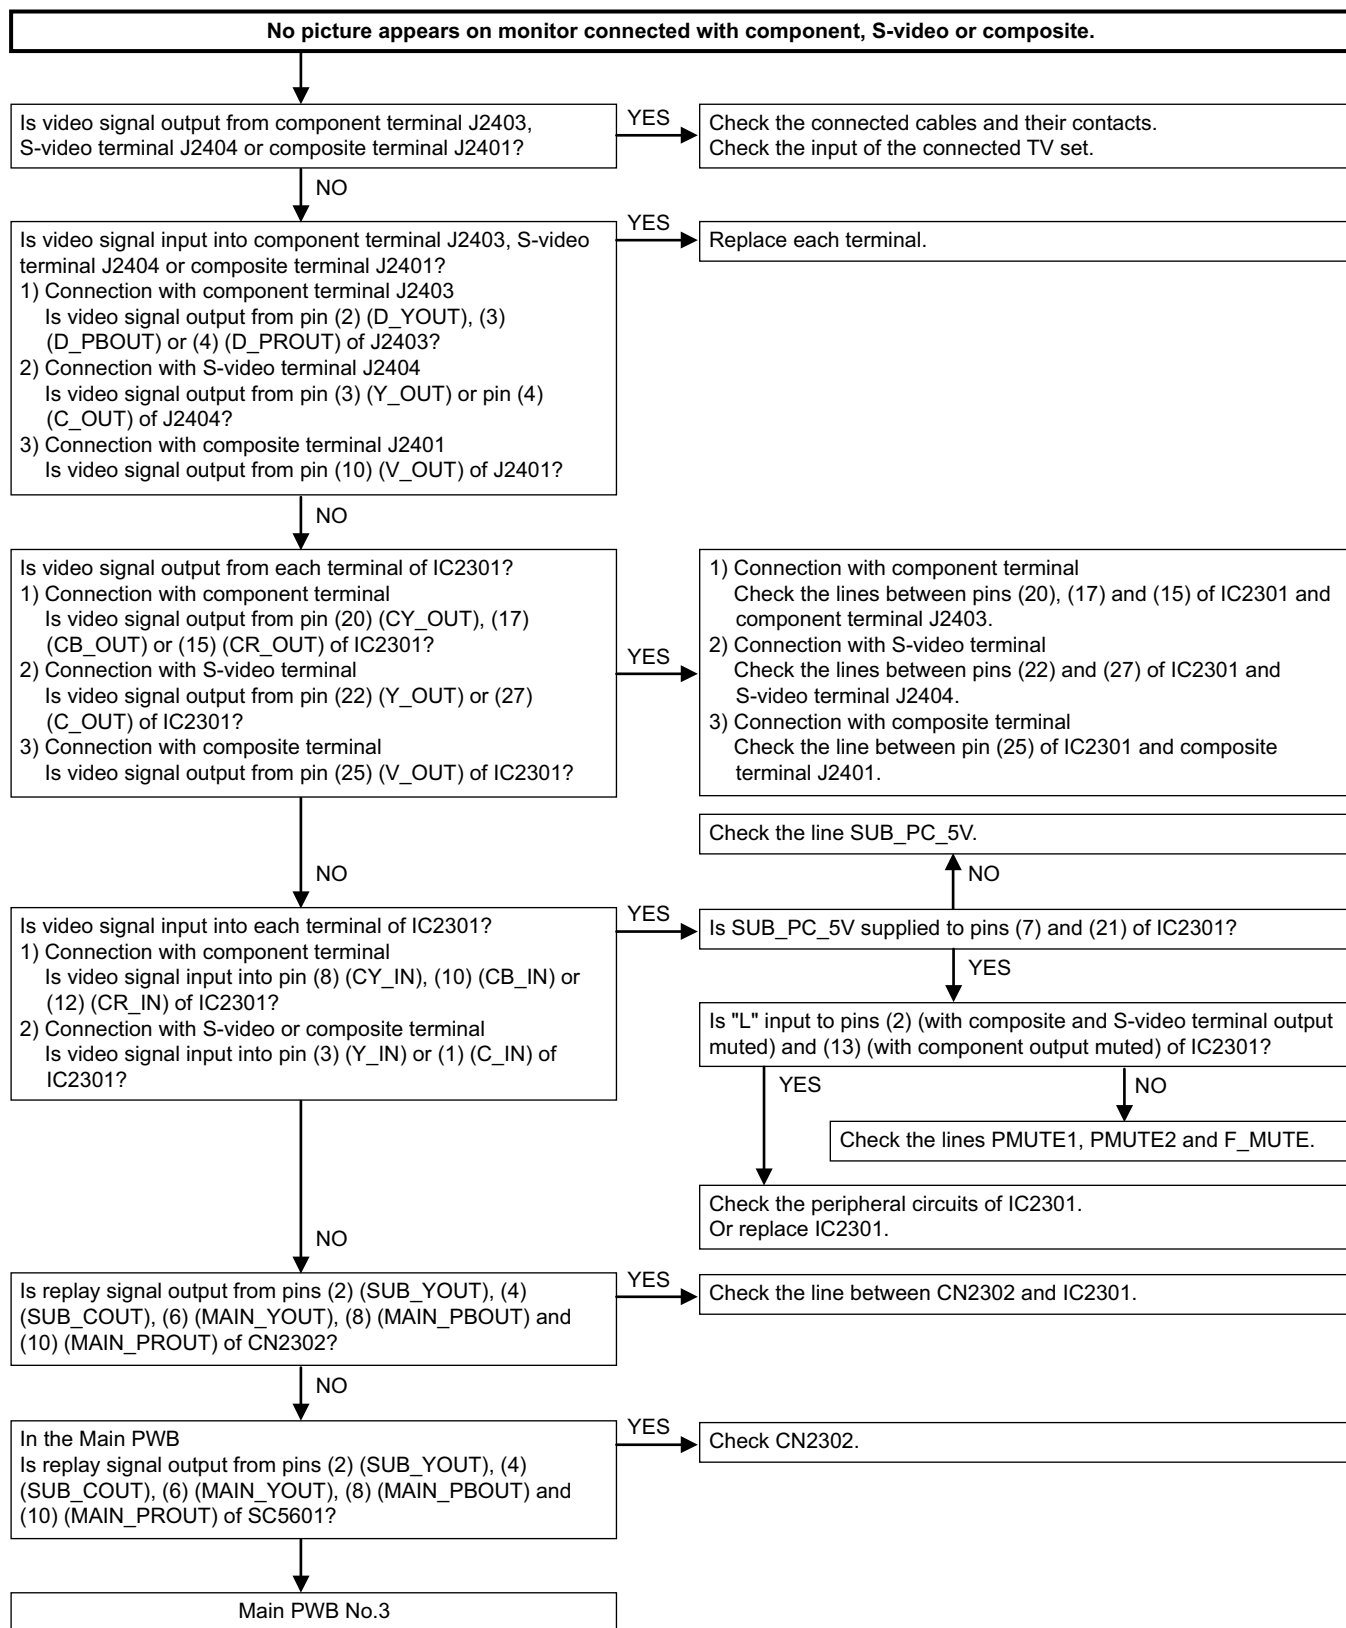 No picture appears on monitor connected with component, S-video or composite.
Is video signal output from component terminal J2403,
S-video terminal J2404 or composite terminal J2401?
YES
Check the connected cables and their contacts.
Check the input of the connected TV set.
NO
Is video signal input into component terminal J2403, S-video
terminal J2404 or composite terminal J2401?
1) Connection with component terminal J2403
Is video signal output from pin (2) (D_YOUT), (3)
(D_PBOUT) or (4) (D_PROUT) of J2403?
2) Connection with S-video terminal J2404
Is video signal output from pin (3) (Y_OUT) or pin (4)
(C_OUT) of J2404?
3) Connection with composite terminal J2401
Is video signal output from pin (10) (V_OUT) of J2401?
YES
Replace each terminal.
NO
Is video signal output from each terminal of IC2301?
1) Connection with component terminal
Is video signal output from pin (20) (CY_OUT), (17)
(CB_OUT) or (15) (CR_OUT) of IC2301?
2) Connection with S-video terminal
Is video signal output from pin (22) (Y_OUT) or (27)
(C_OUT) of IC2301?
3) Connection with composite terminal
Is video signal output from pin (25) (V_OUT) of IC2301?
YES
1) Connection with component terminal
Check the lines between pins (20), (17) and (15) of IC2301 and
component terminal J2403.
2) Connection with S-video terminal
Check the lines between pins (22) and (27) of IC2301 and
S-video terminal J2404.
3) Connection with composite terminal
Check the line between pin (25) of IC2301 and composite
terminal J2401.
NO
Is video signal input into each terminal of IC2301?
1) Connection with component terminal
Is video signal input into pin (8) (CY_IN), (10) (CB_IN) or
(12) (CR_IN) of IC2301?
2) Connection with S-video or composite terminal
Is video signal input into pin (3) (Y_IN) or (1) (C_IN) of
IC2301?
YES
Check the line SUB_PC_5V.
NO
Is SUB_PC_5V supplied to pins (7) and (21) of IC2301?
YES
Is "L" input to pins (2) (with composite and S-video terminal output
muted) and (13) (with component output muted) of IC2301?
YES
NO
Check the lines PMUTE1, PMUTE2 and F_MUTE.
Check the peripheral circuits of IC2301.
Or replace IC2301.
NO
Is replay signal output from pins (2) (SUB_YOUT), (4)
(SUB_COUT), (6) (MAIN_YOUT), (8) (MAIN_PBOUT) and
(10) (MAIN_PROUT) of CN2302?
YES
Check the line between CN2302 and IC2301.
NO
In the Main PWB
Is replay signal output from pins (2) (SUB_YOUT), (4)
(SUB_COUT), (6) (MAIN_YOUT), (8) (MAIN_PBOUT) and
(10) (MAIN_PROUT) of SC5601?
YES
Check CN2302.
Main PWB No.3